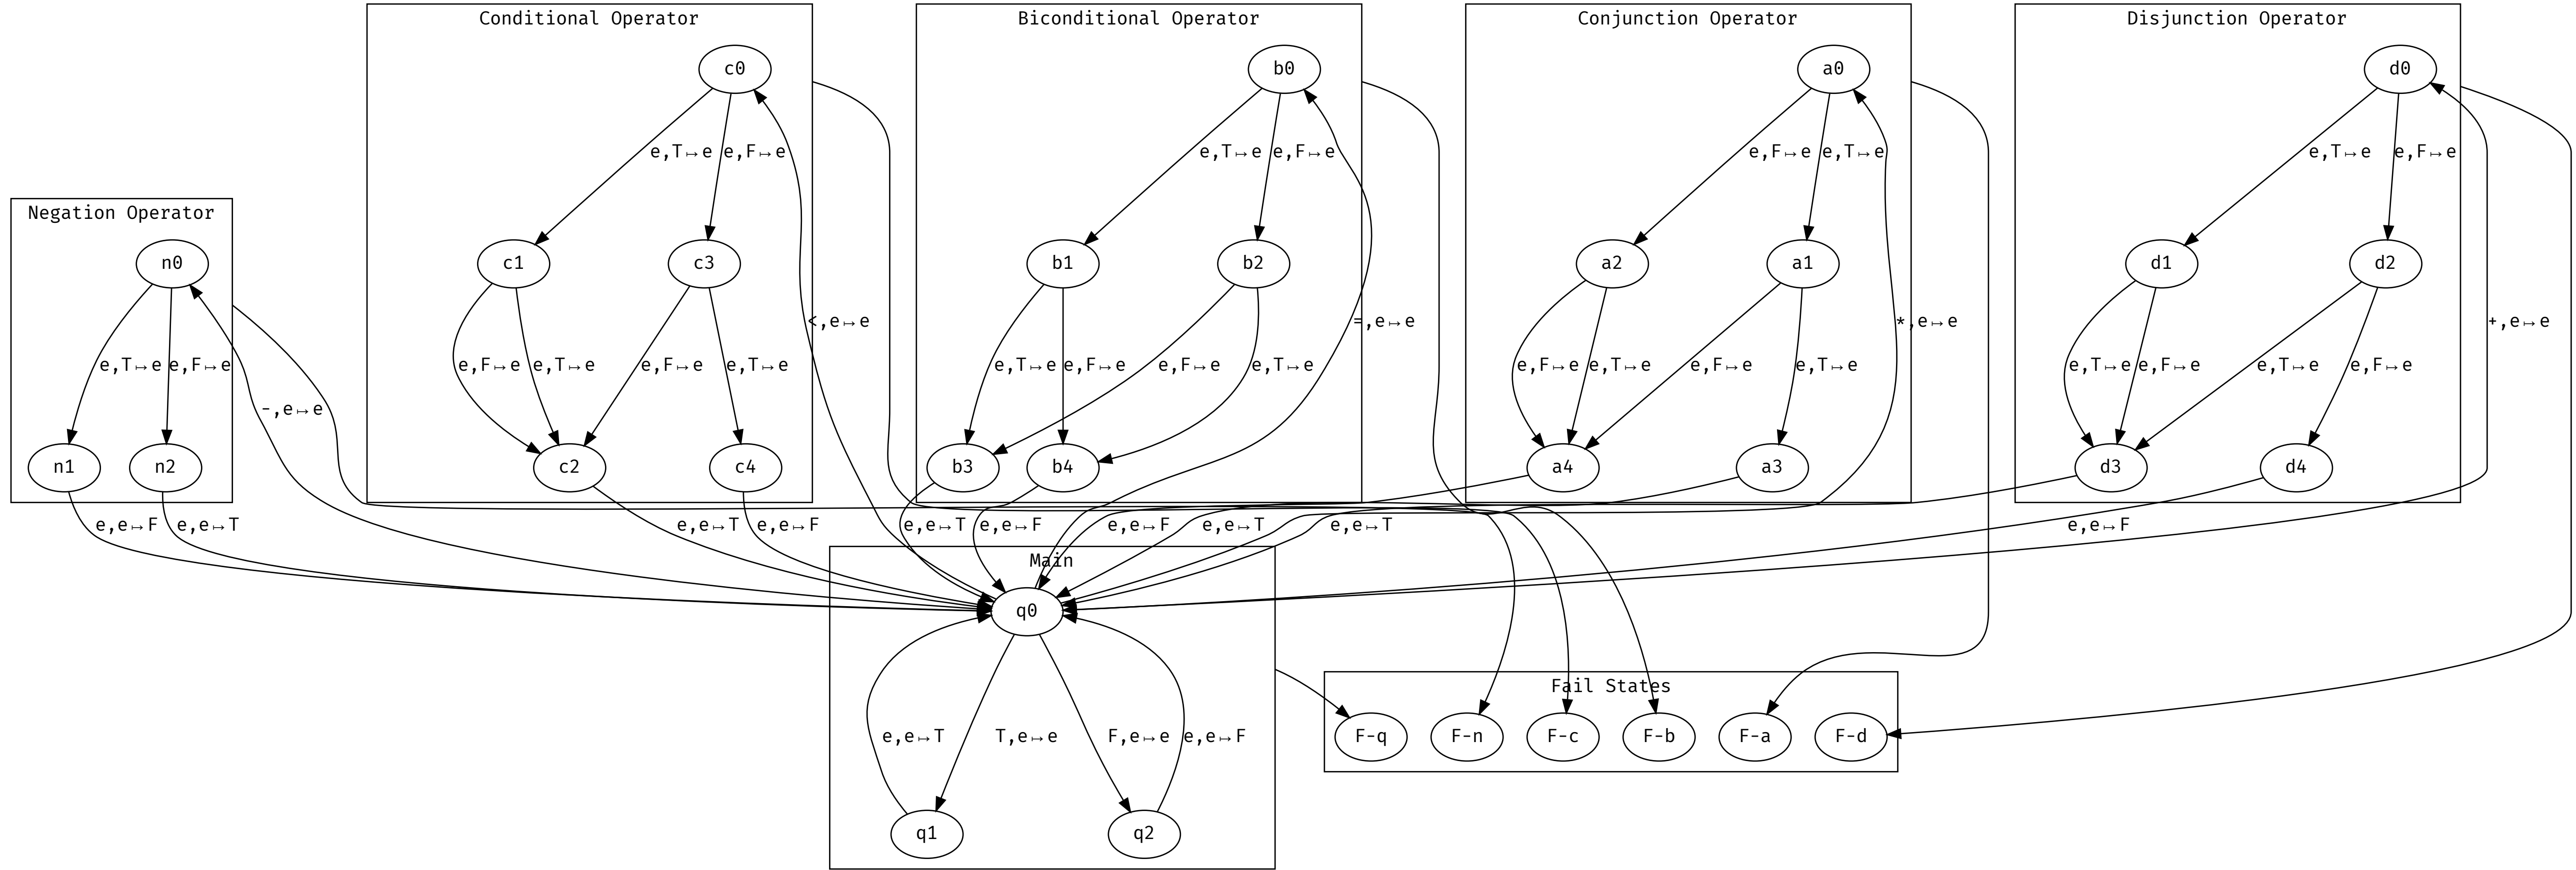 Conditional Operator
Biconditional Operator
Conjunction Operator
Disjunction Operator
c0
b0
a0
d0
e,T↦e
e,F↦e
e,T↦e
e,F↦e
e,F↦e
e,T↦e
e,T↦e
e,F↦e
Negation Operator
n0
c1
c3
b1
b2
a2
a1
d1
d2
<,e↦e
=,e↦e
*,e↦e
+,e↦e
e,T↦e
e,F↦e
e,F↦e
e,T↦e
e,F↦e
e,T↦e
e,T↦e
e,F↦e
e,F↦e
e,T↦e
e,F↦e
e,T↦e
e,F↦e
e,T↦e
e,T↦e
e,F↦e
e,T↦e
e,F↦e
-,e↦e
n1
n2
c2
c4
b3
b4
a4
a3
d3
d4
e,e↦F
e,e↦T
e,e↦T
e,e↦F
e,e↦T
e,e↦F
e,e↦F
e,e↦T
e,e↦T
e,e↦F
Main
q0
Fail States
e,e↦T
T,e↦e
F,e↦e
e,e↦F
F-q
F-n
F-c
F-b
F-a
F-d
q1
q2